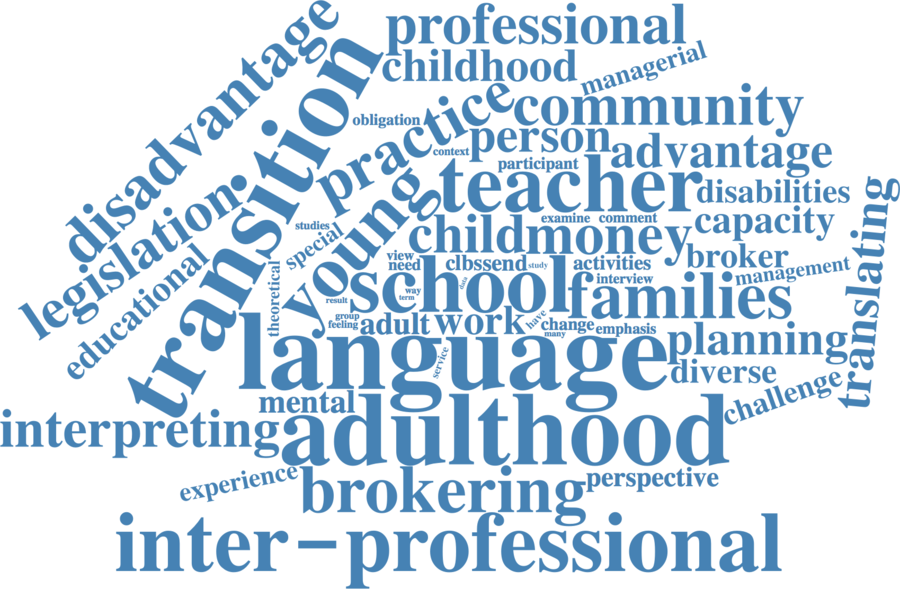 disadvantage
professional
childhood
managerial
transition
obligation
practice
community
context
person
participant
advantage
legislation
teacher
disabilities
educational
studies
special
young
examine
comment
capacity
translating
childmoney
theoretical
view
need
clbssend
study
activities
broker
management
school
data
interview
families
result
way
term
group
feeling
adult
work
have
change
many
emphasis
planning
language
service
diverse
mental
challenge
interpreting
adulthood
experience
brokering
perspective
inter-professional